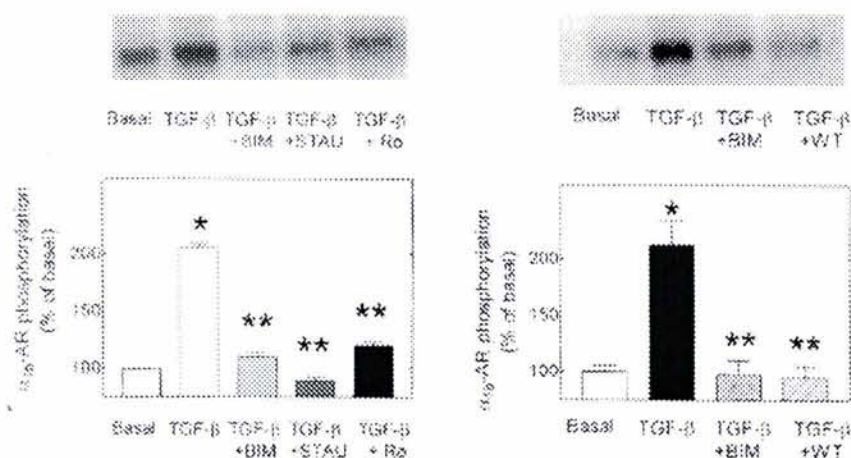 Basal TGF-β TGF-β TGF-β TGF-β
+BIM +STAU + Ro
Basal TGF-β TGF-β TGF-β
+BIM +WT
-AR phosphorylation
(% of basal)
200
150
100
*
**
**
**
Basal TGF-β TGF-β TGF-β TGF-β
+BIM +STAU + Ro
-AR phosphorylation
(% of basal)
200
150
100
*
**
**
Basal TGF-β TGF-β TGF-β
+BIM +WT